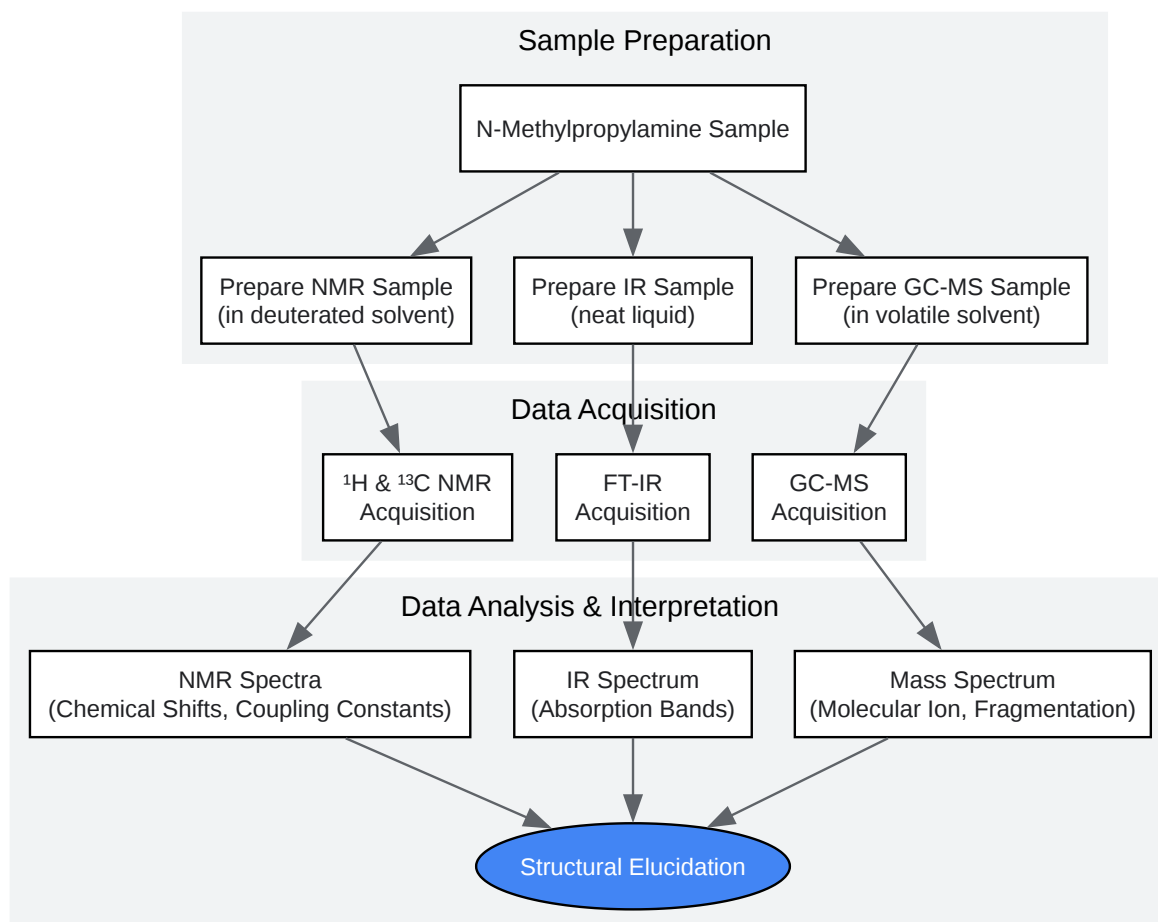 Sample Preparation
N-Methylpropylamine Sample
Prepare NMR Sample
(in deuterated solvent)
Prepare IR Sample
(neat liquid)
Prepare GC-MS Sample
(in volatile solvent)
Data Acquisition
¹H & ¹³C NMR
Acquisition
FT-IR
Acquisition
GC-MS
Acquisition
Data Analysis & Interpretation
NMR Spectra
(Chemical Shifts, Coupling Constants)
IR Spectrum
(Absorption Bands)
Mass Spectrum
(Molecular Ion, Fragmentation)
Structural Elucidation